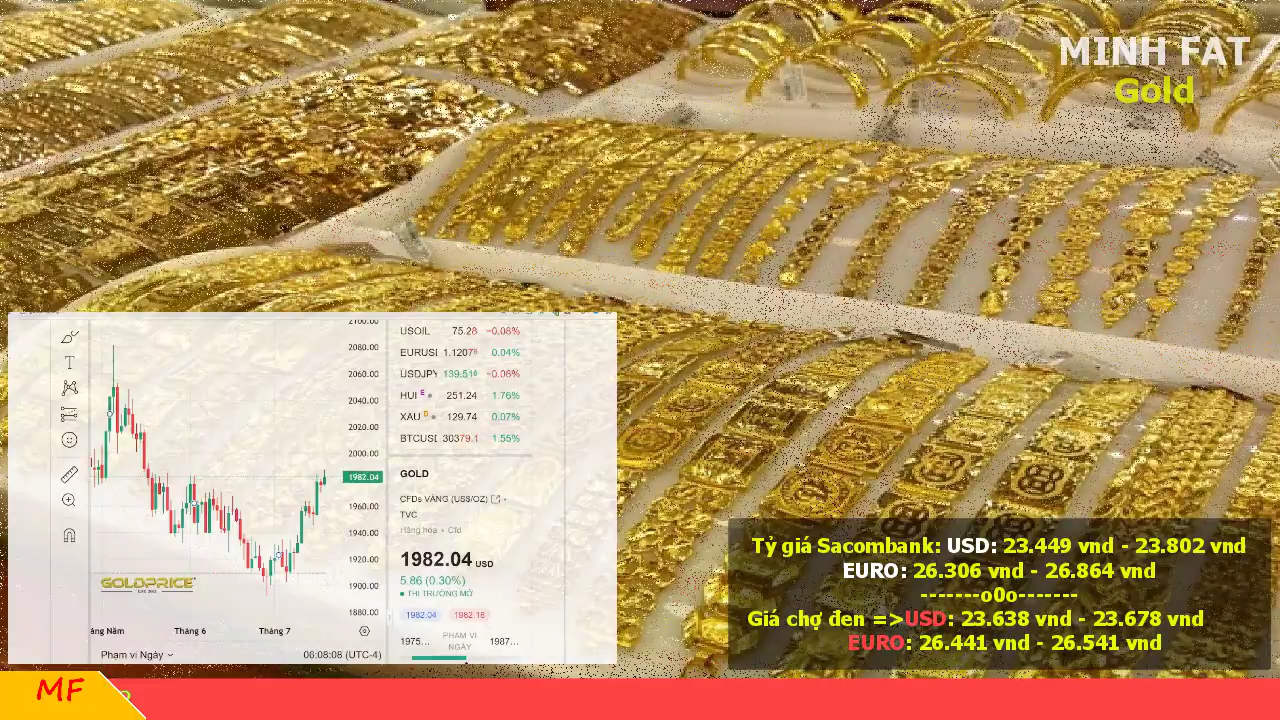 MINH FAT
Gold
2100.00
2080.00
2060.00
2040.00
2020.00
2000.00
1982.04
1960.00
1940.00
1920.00
1900.00
1880.00
GOLDPRICE
áng Năm Tháng 6 Tháng 7
Phạm vi Ngày 06:08:08 (UTC-4)
USOIL 75.28 −0.08%
EURUSI 1.1207⁶ 0.04%
USDJPY 139.51⁶ −0.06%
HUI E 251.24 1.76%
XAU D 129.74 0.07%
BTCUSI 30379.1 1.55%
GOLD
CFDs VÀNG (US$/OZ)
TVC
Hàng hóa • Cfd
1982.04 USD
5.86 (0.30%)
THỊ TRƯỜNG MỞ
1982.04 1982.18
1975... PHẠM VI NGÀY 1987...
Tỷ giá Sacombank: USD: 23.449 vnd - 23.802 vnd
EURO: 26.306 vnd - 26.864 vnd
-------o0o-------
Giá chợ đen =>USD: 23.638 vnd - 23.678 vnd
EURO: 26.441 vnd - 26.541 vnd
MF